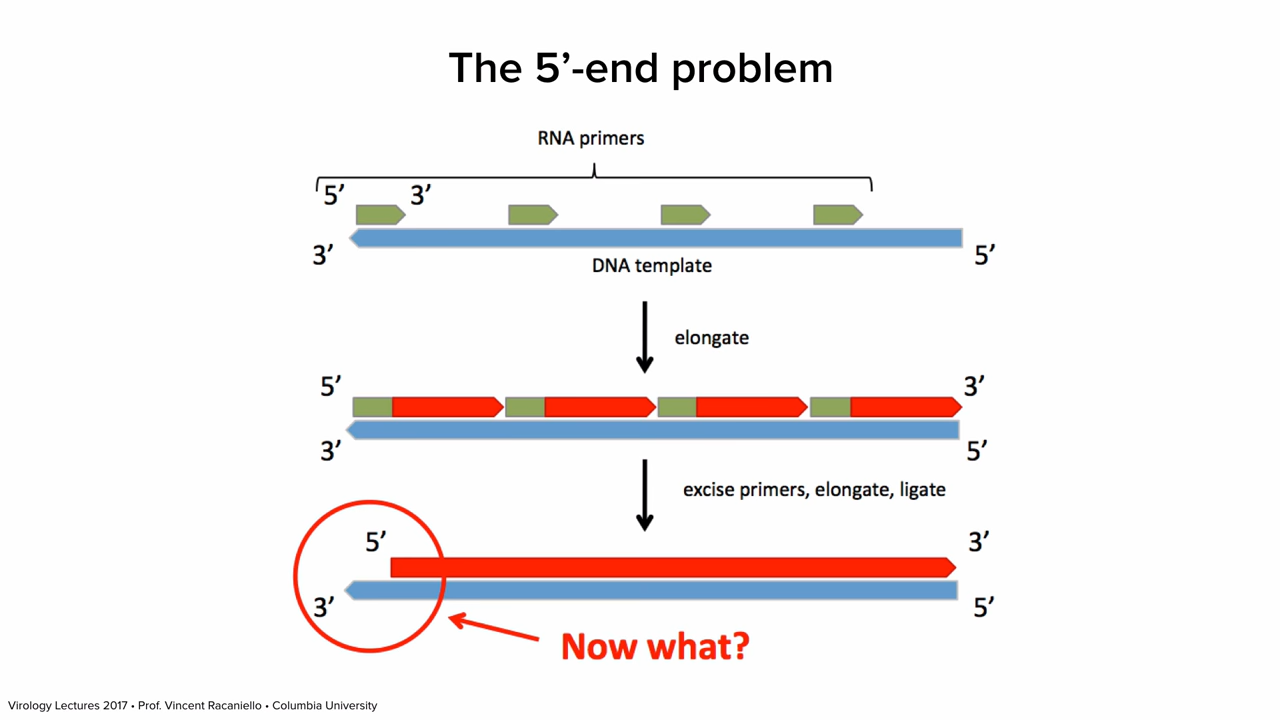 The 5’-end problem
RNA primers
5’ 3’
3’ 5’
DNA template
elongate
5’ 3’
3’ 5’
excise primers, elongate, ligate
5’ 3’
3’ 5’
Now what?
Virology Lectures 2017 • Prof. Vincent Racaniello • Columbia University